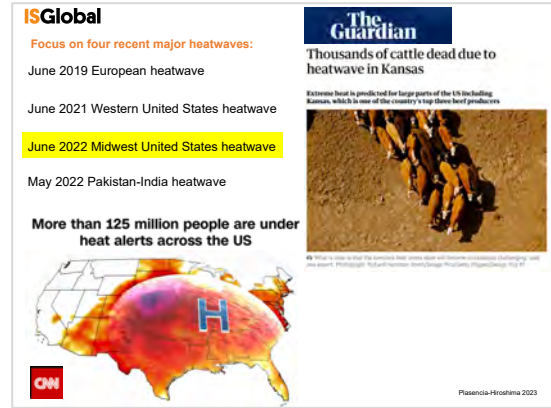 ISGlobal
Focus on four recent major heatwaves:
June 2019 European heatwave
June 2021 Western United States heatwave
June 2022 Midwest United States heatwave
May 2022 Pakistan-India heatwave
The
Guardian
Thousands of cattle dead due to
heatwave in Kansas
Extreme heat is predicted for large parts of the US including
Kansas, which is one of the country's top three beef producers
More than 125 million people are under
heat alerts across the US
H
CNN
Plasencia-Hiroshima 2023